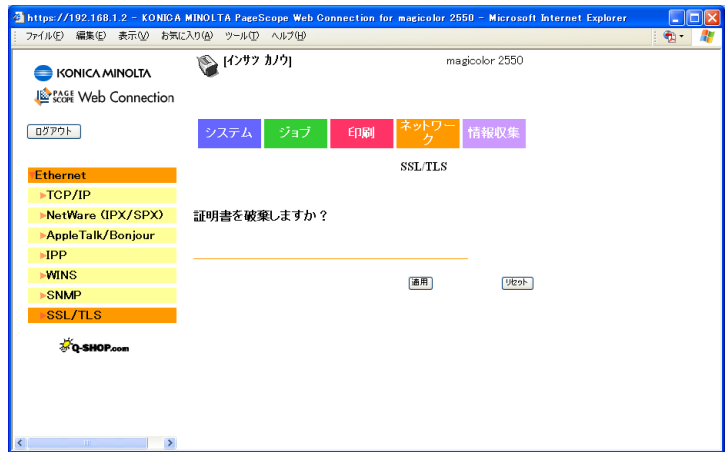 https://192.168.1.2 - KONICA MINOLTA PageScope Web Connection for magicolor 2550 - Microsoft Internet Explorer
ファイル(F) 編集(E) 表示(V) お気に入り(A) ツール(T) ヘルプ(H)
KONICA MINOLTA
[インサツ カノウ]
magicolor 2550
PAGE SCOPE Web Connection
ログアウト
システム
ジョブ
印刷
ネットワーク
情報収集
SSL/TLS
Ethernet
TCP/IP
NetWare (IPX/SPX)
AppleTalk/Bonjour
IPP
WINS
SNMP
SSL/TLS
証明書を破棄しますか？
適用
リセット
Q-SHOP.com